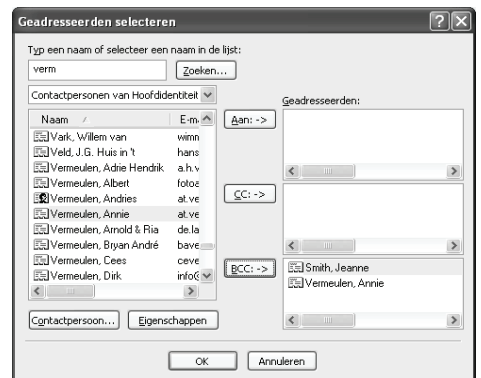 Geadresseerden selecteren
Typ een naam of selecteer een naam in de lijst:
verm
Zoeken...
Contactpersonen van Hoofdidentiteit
Geadresseerden:
Naam E-m
Vark, Willem van wimn
Veld, J.G. Huis in 't hans
Vermeulen, Adrie Hendrik a.h.v
Vermeulen, Albert fotoa
Vermeulen, Andries at.ve
Vermeulen, Annie at.ve
Vermeulen, Arnold & Ria de.la
Vermeulen, Bryan André bave
Vermeulen, Cees ceve
Vermeulen, Dirk info@
Aan: ->
CC: ->
BCC: ->
Smith, Jeanne
Vermeulen, Annie
Contactpersoon...
Eigenschappen
OK
Annuleren